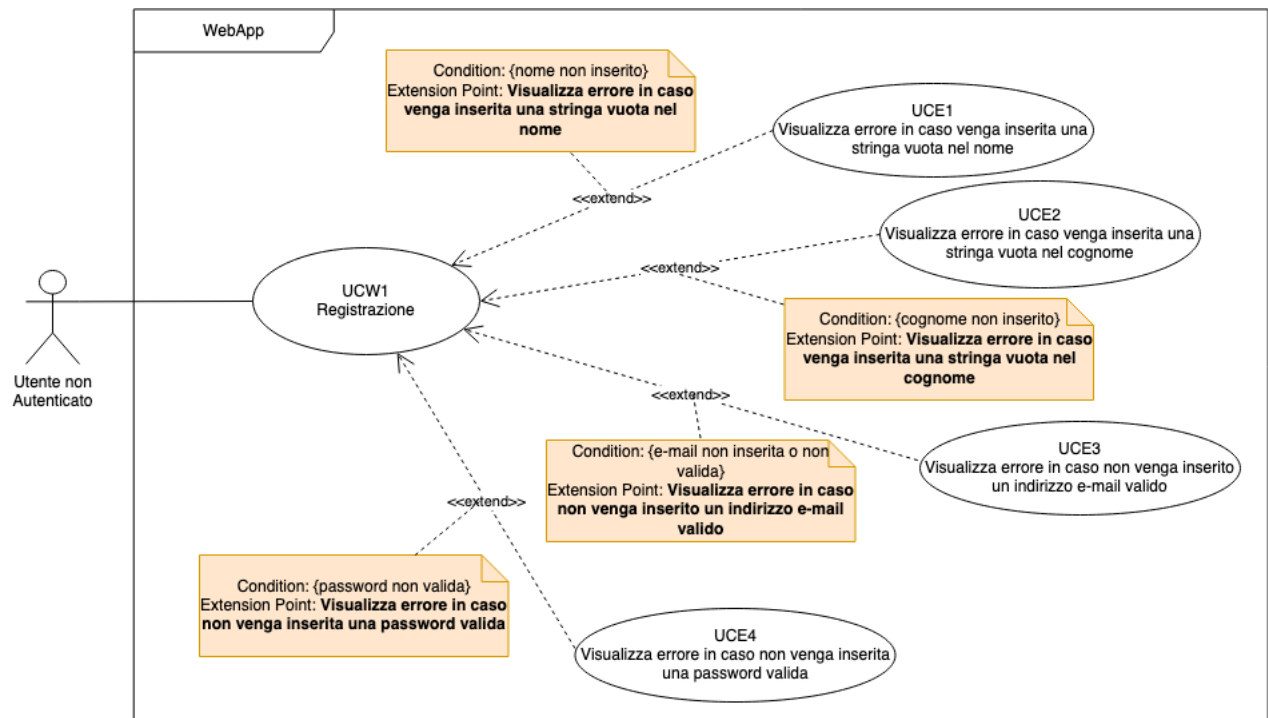 WebApp
Condition: {nome non inserito}
Extension Point: Visualizza errore in caso
venga inserita una stringa vuota nel
nome
UCE1
Visualizza errore in caso venga inserita una
stringa vuota nel nome
<<extend>>
UCE2
Visualizza errore in caso venga inserita una
stringa vuota nel cognome
<<extend>>
UCW1
Registrazione
Condition: {cognome non inserito}
Extension Point: Visualizza errore in caso
venga inserita una stringa vuota nel
cognome
Utente non
Autenticato
<<extend>>
Condition: {e-mail non inserita o non
valida}
Extension Point: Visualizza errore in caso
non venga inserito un indirizzo e-mail
valido
UCE3
Visualizza errore in caso non venga inserito
un indirizzo e-mail valido
<<extend>>
Condition: {password non valida}
Extension Point: Visualizza errore in caso
non venga inserita una password valida
UCE4
Visualizza errore in caso non venga inserita
una password valida